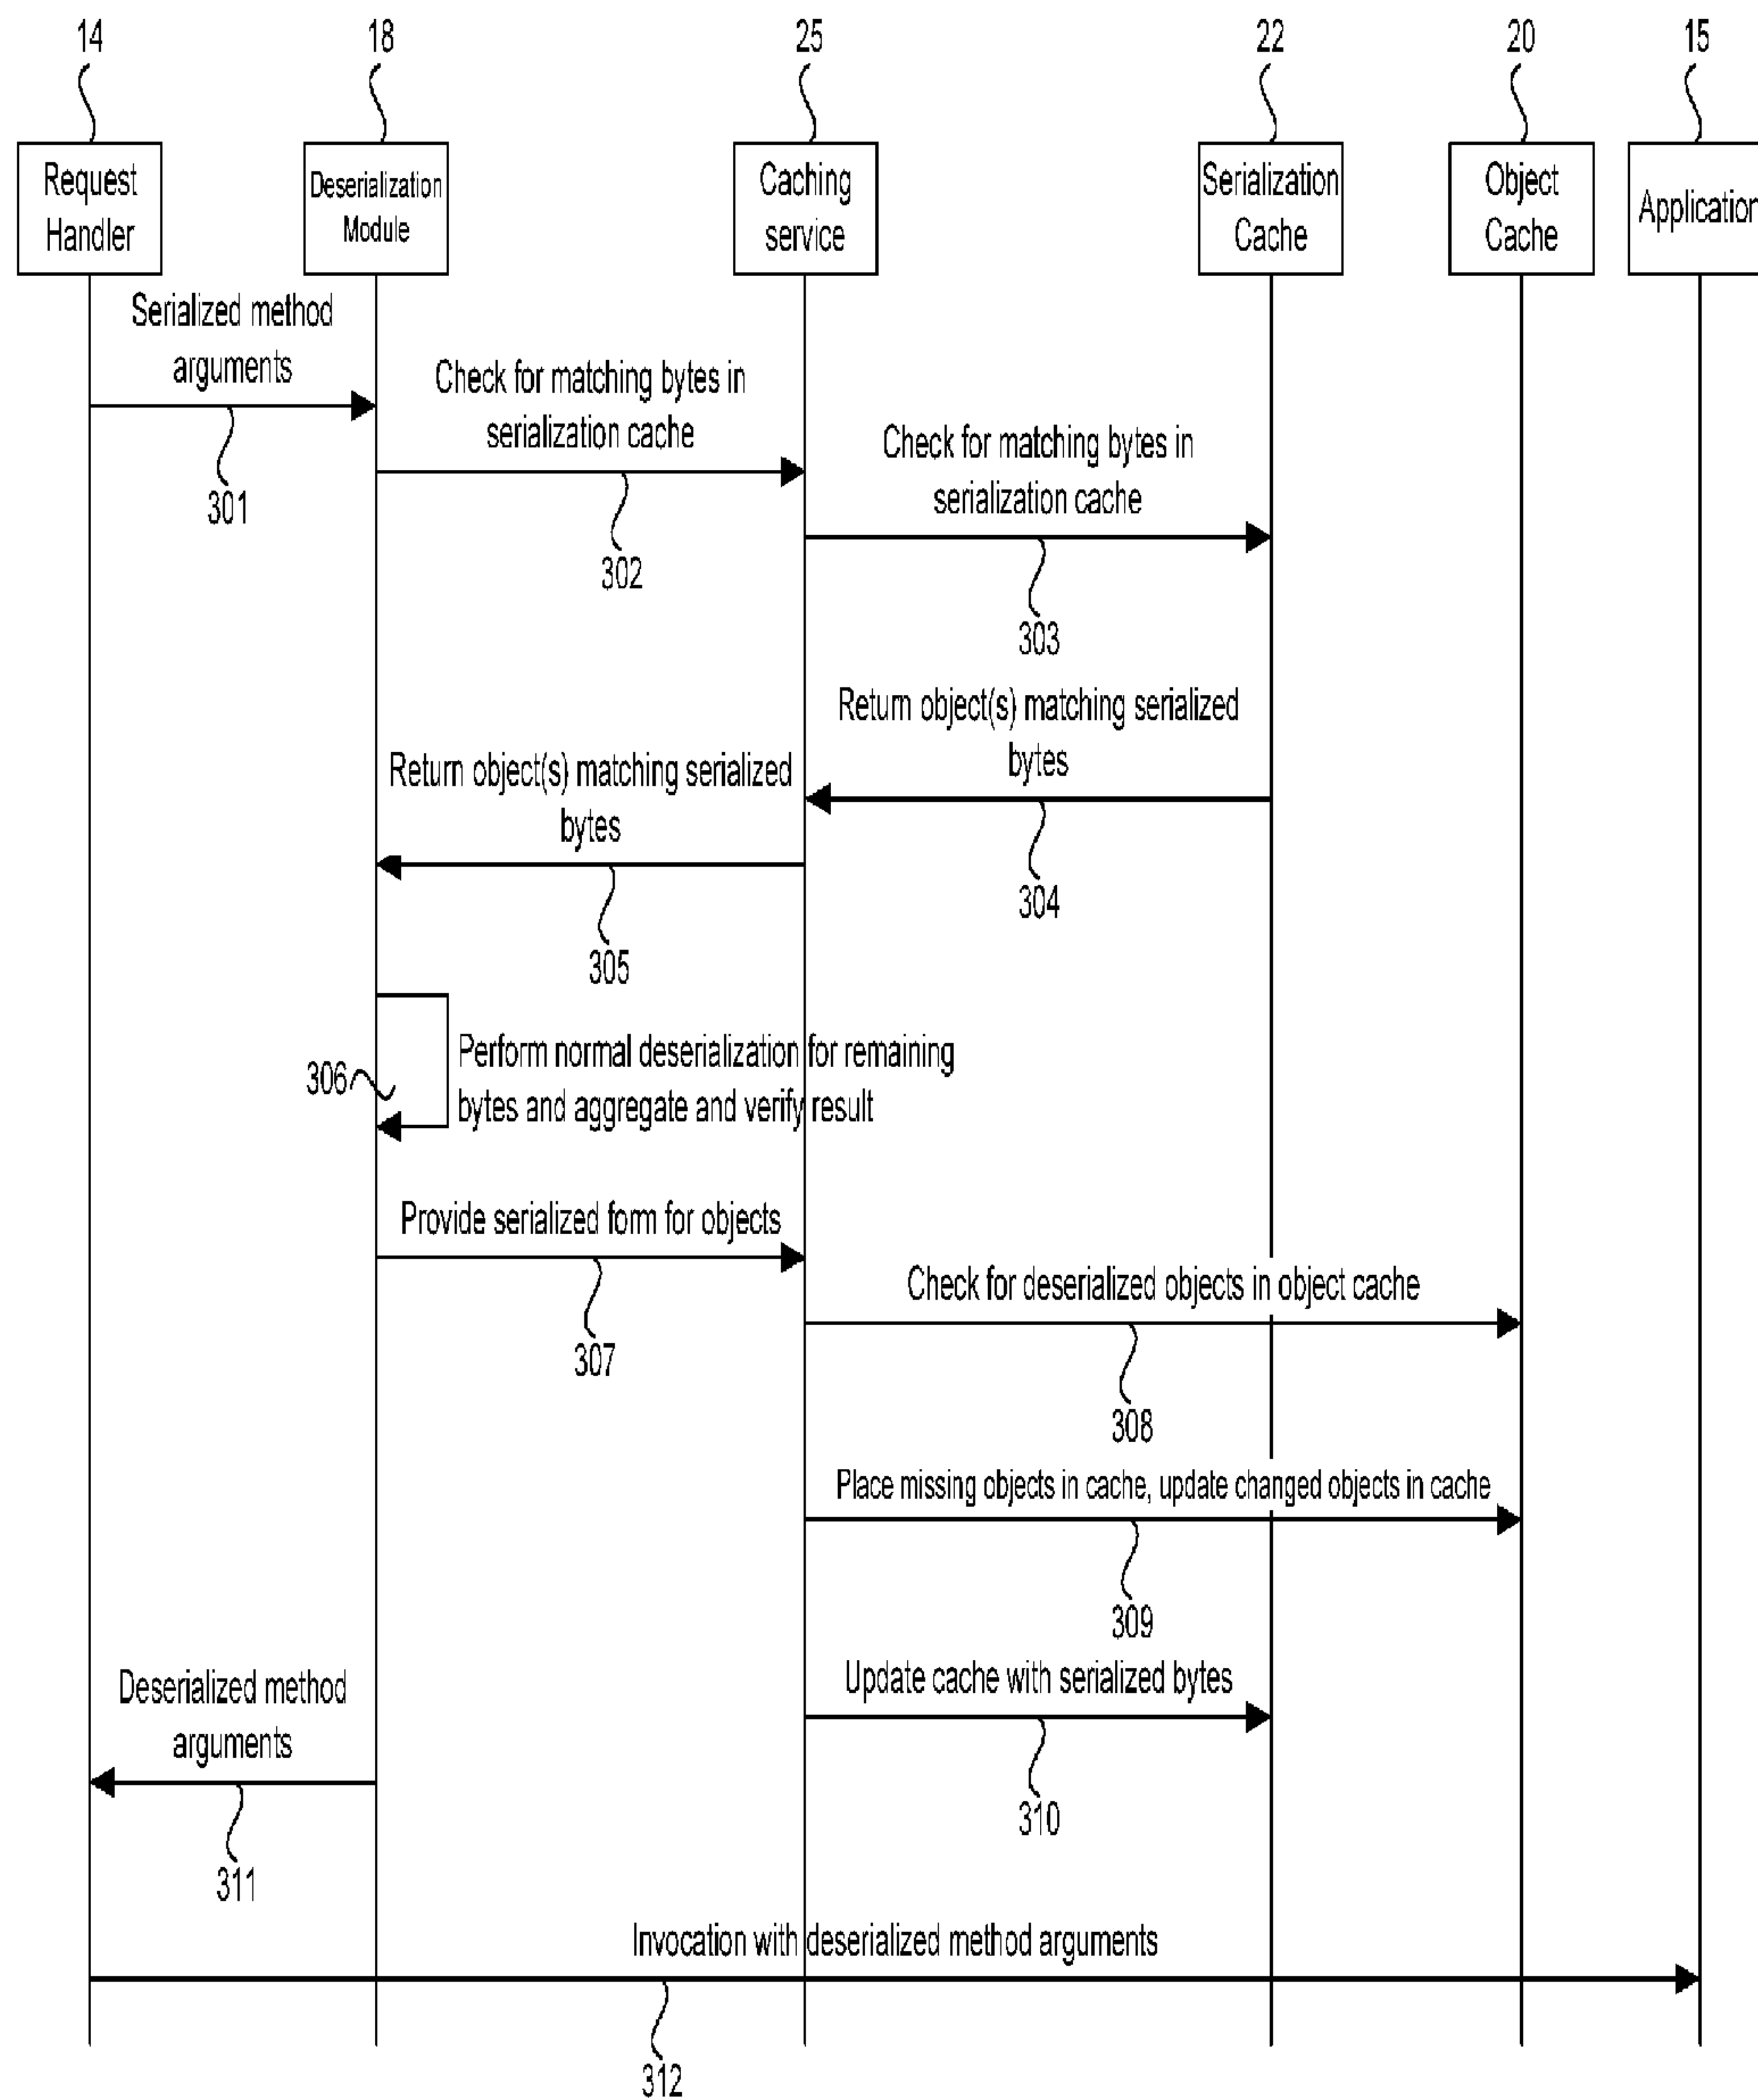 14
18
25
22
20
15
Request
Handler
Deserialization
Module
Caching
service
Serialization
Cache
Object
Cache
Application
Serialized method
arguments
301
Check for matching bytes in
serialization cache
302
Check for matching bytes in
serialization cache
303
Return object(s) matching serialized
bytes
304
Return object(s) matching serialized
bytes
305
306
Perform normal deserialization for remaining
bytes and aggregate and verify result
Provide serialized form for objects
307
Check for deserialized objects in object cache
308
Place missing objects in cache, update changed objects in cache
309
Update cache with serialized bytes
310
Deserialized method
arguments
311
Invocation with deserialized method arguments
312